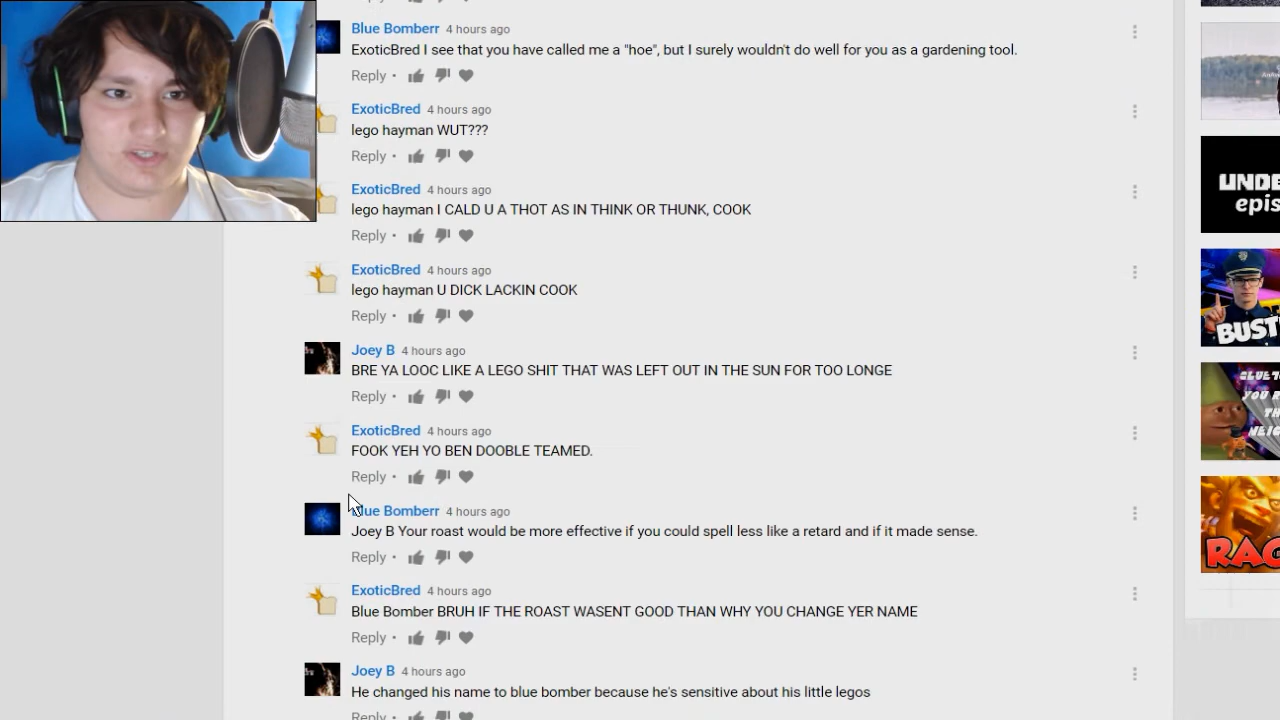 Blue Bomberr 4 hours ago
ExoticBred I see that you have called me a "hoe", but I surely wouldn't do well for you as a gardening tool.
Reply •
ExoticBred 4 hours ago
lego hayman WUT???
Reply •
ExoticBred 4 hours ago
lego hayman I CALD U A THOT AS IN THINK OR THUNK, COOK
Reply •
ExoticBred 4 hours ago
lego hayman U DICK LACKIN COOK
Reply •
Joey B 4 hours ago
BRE YA LOOC LIKE A LEGO SHIT THAT WAS LEFT OUT IN THE SUN FOR TOO LONGE
Reply •
ExoticBred 4 hours ago
FOOK YEH YO BEN DOOBLE TEAMED.
Reply •
Blue Bomberr 4 hours ago
Joey B Your roast would be more effective if you could spell less like a retard and if it made sense.
Reply •
ExoticBred 4 hours ago
Blue Bomber BRUH IF THE ROAST WASENT GOOD THAN WHY YOU CHANGE YER NAME
Reply •
Joey B 4 hours ago
He changed his name to blue bomber because he's sensitive about his little legos
Reply •
UNDE
epis
BUST
YOU R
TH
NEIG
RAG